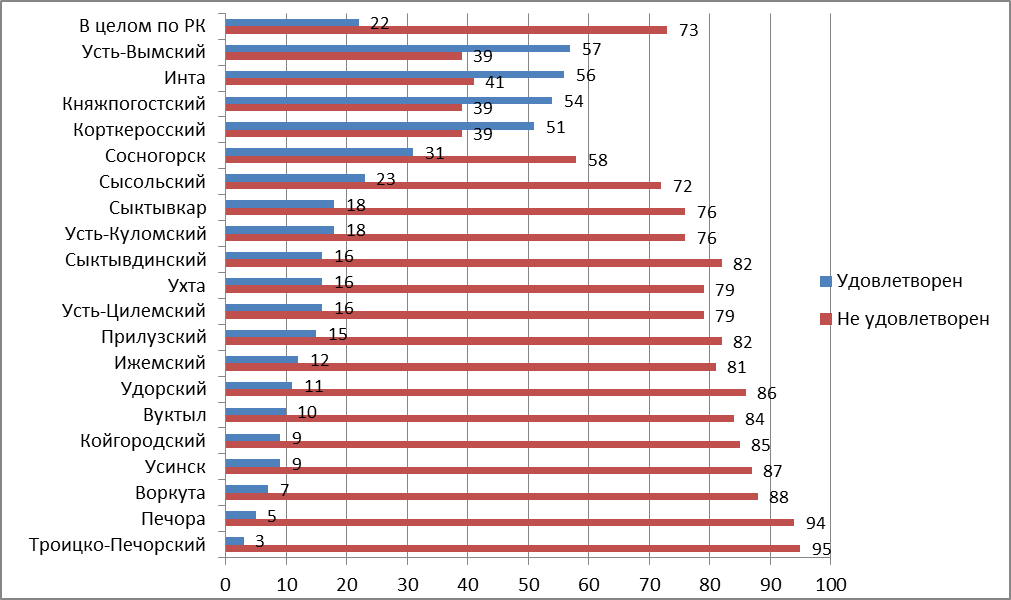 В целом по РК 22 73
Усть-Вымский 57 39
Инта 56 41
Княжпогостский 54 39
Корткеросский 51 39
Сосногорск 31 58
Сысольский 23 72
Сыктывкар 18 76
Усть-Куломский 18 76
Сыктывдинский 16 82
Ухта 16 79
Усть-Цилемский 16 79
Прилузский 15 82
Ижемский 12 81
Удорский 11 86
Вуктыл 10 84
Койгородский 9 85
Усинск 9 87
Воркута 7 88
Печора 5 94
Троицко-Печорский 3 95
0 10 20 30 40 50 60 70 80 90 100
Удовлетворен
Не удовлетворен